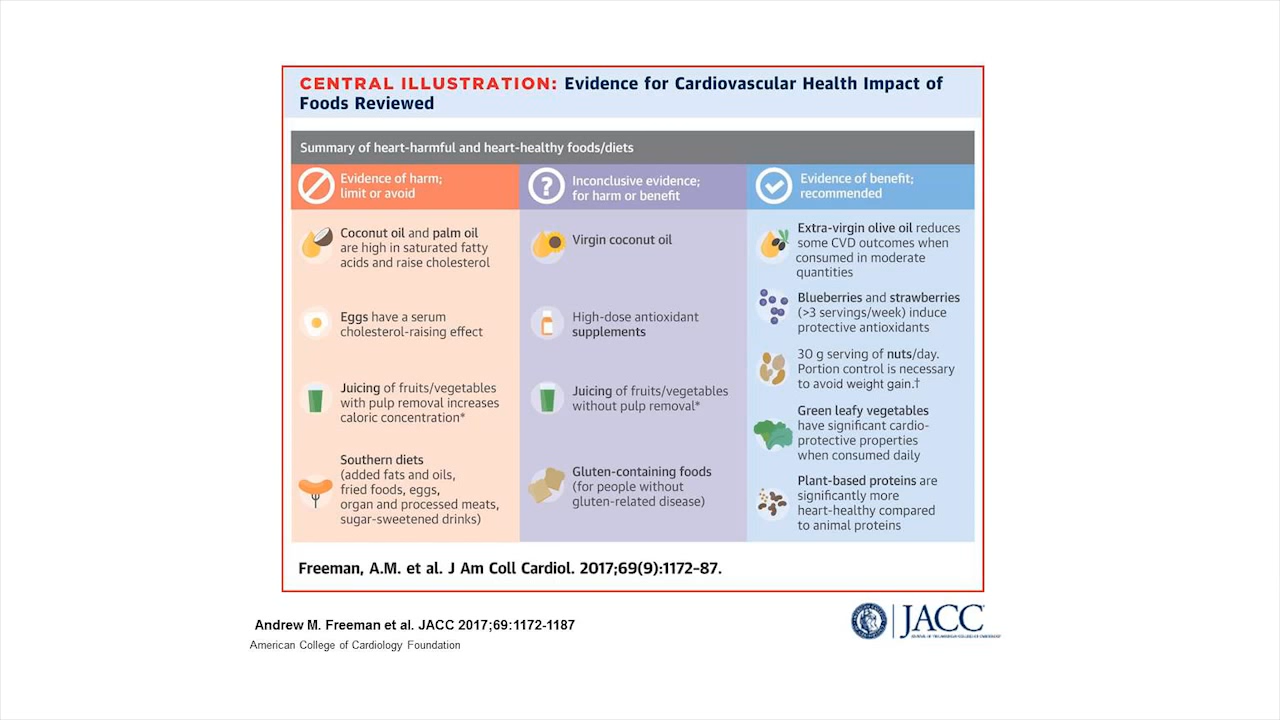 CENTRAL ILLUSTRATION: Evidence for Cardiovascular Health Impact of
Foods Reviewed
Summary of heart-harmful and heart-healthy foods/diets
Evidence of harm;
limit or avoid
Coconut oil and palm oil
are high in saturated fatty
acids and raise cholesterol
Eggs have a serum
cholesterol-raising effect
Juicing of fruits/vegetables
with pulp removal increases
caloric concentration*
Southern diets
(added fats and oils,
fried foods, eggs,
organ and processed meats,
sugar-sweetened drinks)
?
Inconclusive evidence;
for harm or benefit
Virgin coconut oil
High-dose antioxidant
supplements
Juicing of fruits/vegetables
without pulp removal*
Gluten-containing foods
(for people without
gluten-related disease)
Evidence of benefit;
recommended
Extra-virgin olive oil reduces
some CVD outcomes when
consumed in moderate
quantities
Blueberries and strawberries
(>3 servings/week) induce
protective antioxidants
30 g serving of nuts/day.
Portion control is necessary
to avoid weight gain.†
Green leafy vegetables
have significant cardio-
protective properties
when consumed daily
Plant-based proteins are
significantly more
heart-healthy compared
to animal proteins
Freeman, A.M. et al. J Am Coll Cardiol. 2017;69(9):1172–87.
Andrew M. Freeman et al. JACC 2017;69:1172-1187
American College of Cardiology Foundation
JACC